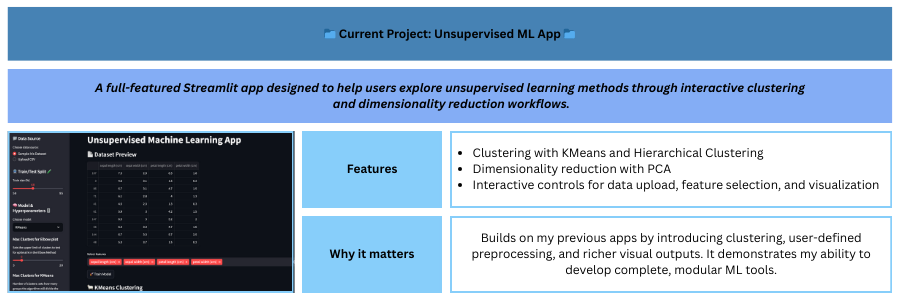 📁 Current Project: Unsupervised ML App 📁
A full-featured Streamlit app designed to help users explore unsupervised learning methods through interactive clustering
and dimensionality reduction workflows.
Data Source
Train/Test Split
Model &
Hyperparameters
KMeans
Max Clusters for Elbow plot
Max Clusters for KMeans
Unsupervised Machine Learning App
Dataset Preview
Train Model
KMeans Clustering
Features
• Clustering with KMeans and Hierarchical Clustering
• Dimensionality reduction with PCA
• Interactive controls for data upload, feature selection, and visualization
Why it matters
Builds on my previous apps by introducing clustering, user-defined
preprocessing, and richer visual outputs. It demonstrates my ability to
develop complete, modular ML tools.